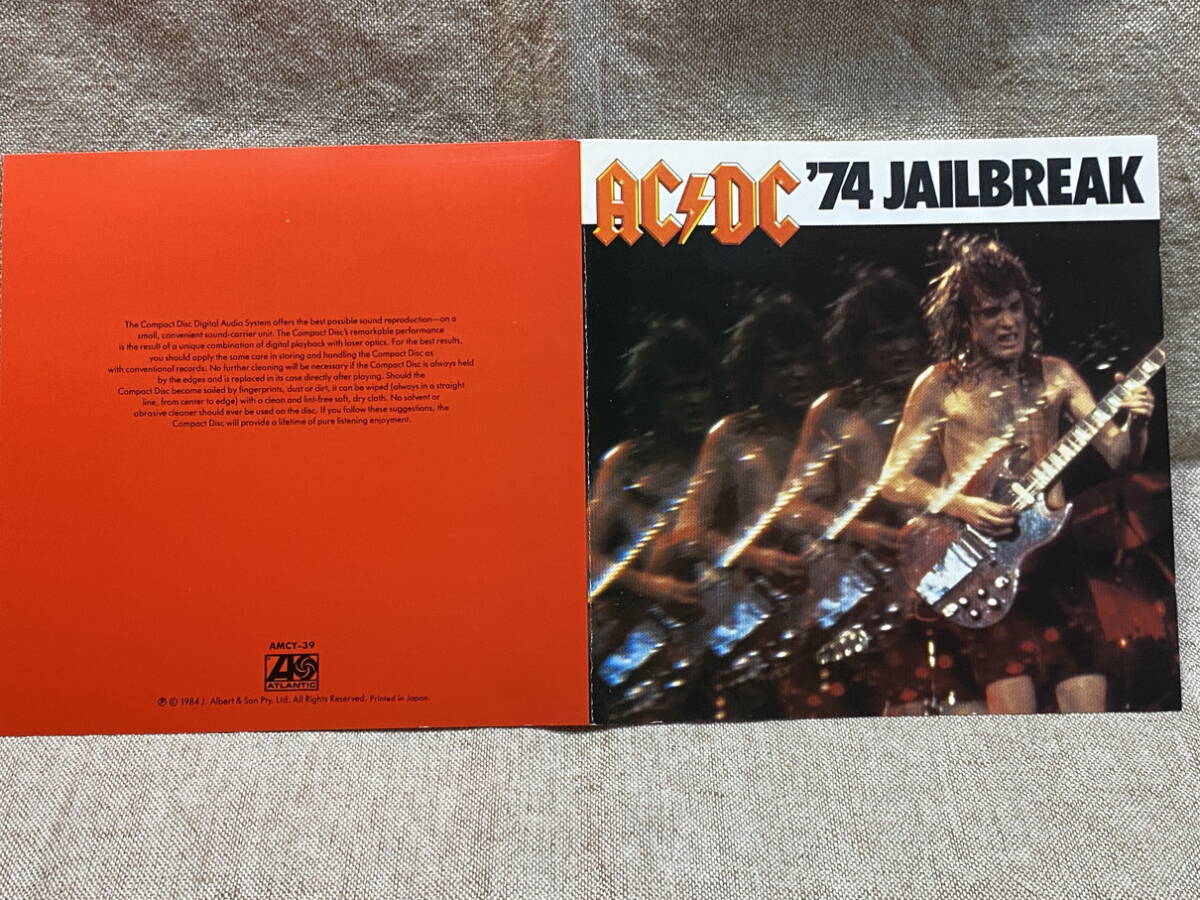 The Compact Disc Digital Audio System offers the best possible sound reproduction—on a
small, convenient sound-carrier unit. The Compact Disc's remarkable performance
is the result of a unique combination of digital playback with laser optics. For the best results,
you should apply the same care in storing and handling the Compact Disc as
with conventional records. No further cleaning will be necessary if the Compact Disc is always held
by the edges and is replaced in its case directly after playing. Should the
Compact Disc become soiled by fingerprints, dust or dirt, it can be wiped (always in a straight
line, from center to edge) with a clean and lint-free soft, dry cloth. No solvent or
abrasive cleaner should ever be used on the disc. If you follow these suggestions, the
Compact Disc will provide a lifetime of pure listening enjoyment.
AMCY-39
ATLANTIC
℗ © 1984 J. Albert & Son Pty. Ltd. All Rights Reserved. Printed in Japan.
AC⚡DC '74 JAILBREAK